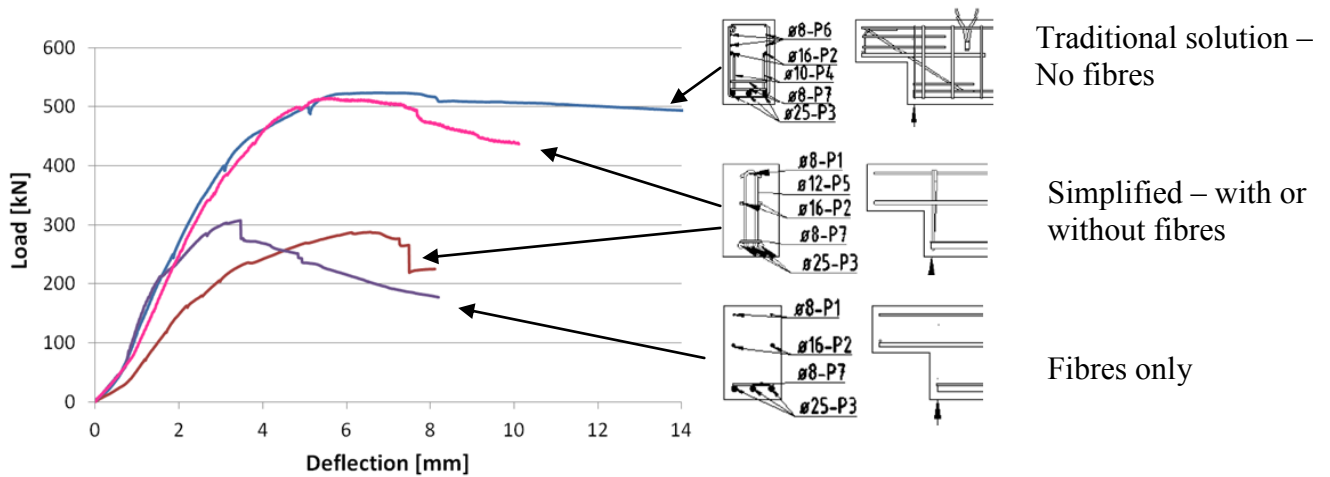 600
500
400
300
200
100
0
Load [kN]
0 2 4 6 8 10 12 14
Deflection [mm]
ø8-P6
ø16-P2
ø10-P4
ø8-P7
ø25-P3
Traditional solution –
No fibres
ø8-P1
ø12-P5
ø16-P2
ø8-P7
ø25-P3
Simplified – with or
without fibres
ø8-P1
ø16-P2
ø8-P7
ø25-P3
Fibres only